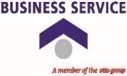 BUSINESS SERVICE
A member of the otto group